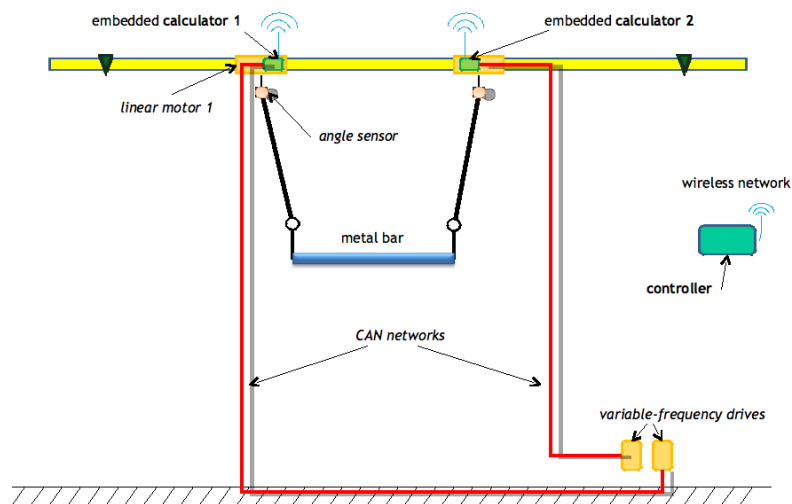 embedded calculator 1
embedded calculator 2
linear motor 1
angle sensor
wireless network
metal bar
controller
CAN networks
variable-frequency drives